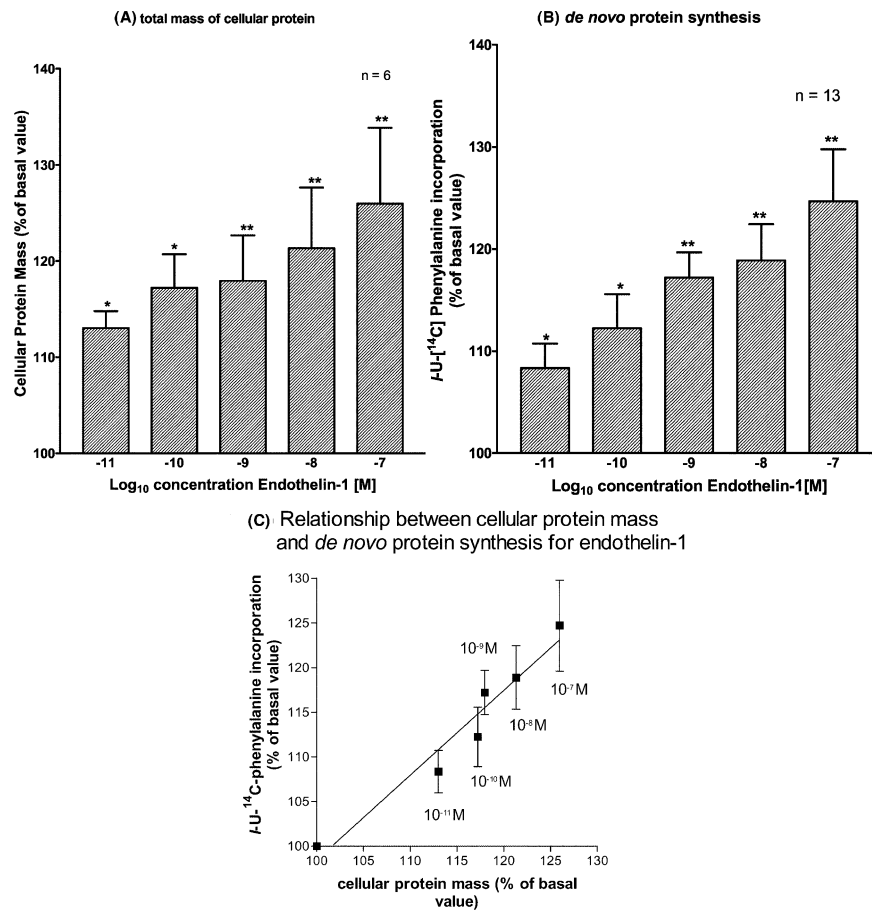 (A) total mass of cellular protein
n = 6
Cellular Protein Mass (% of basal value)
140
130
120
110
100
*
*
**
**
**
-11 -10 -9 -8 -7
Log10 concentration Endothelin-1 [M]
(B) de novo protein synthesis
n = 13
l-U-[14C] Phenylalanine incorporation
(% of basal value)
140
130
120
110
100
*
*
**
**
**
-11 -10 -9 -8 -7
Log10 concentration Endothelin-1[M]
(C) Relationship between cellular protein mass
and de novo protein synthesis for endothelin-1
l-U-14C-phenylalanine incorporation
(% of basal value)
130
125
120
115
110
105
100
10-9M
10-7M
10-8M
10-10M
10-11M
100 105 110 115 120 125 130
cellular protein mass (% of basal
value)